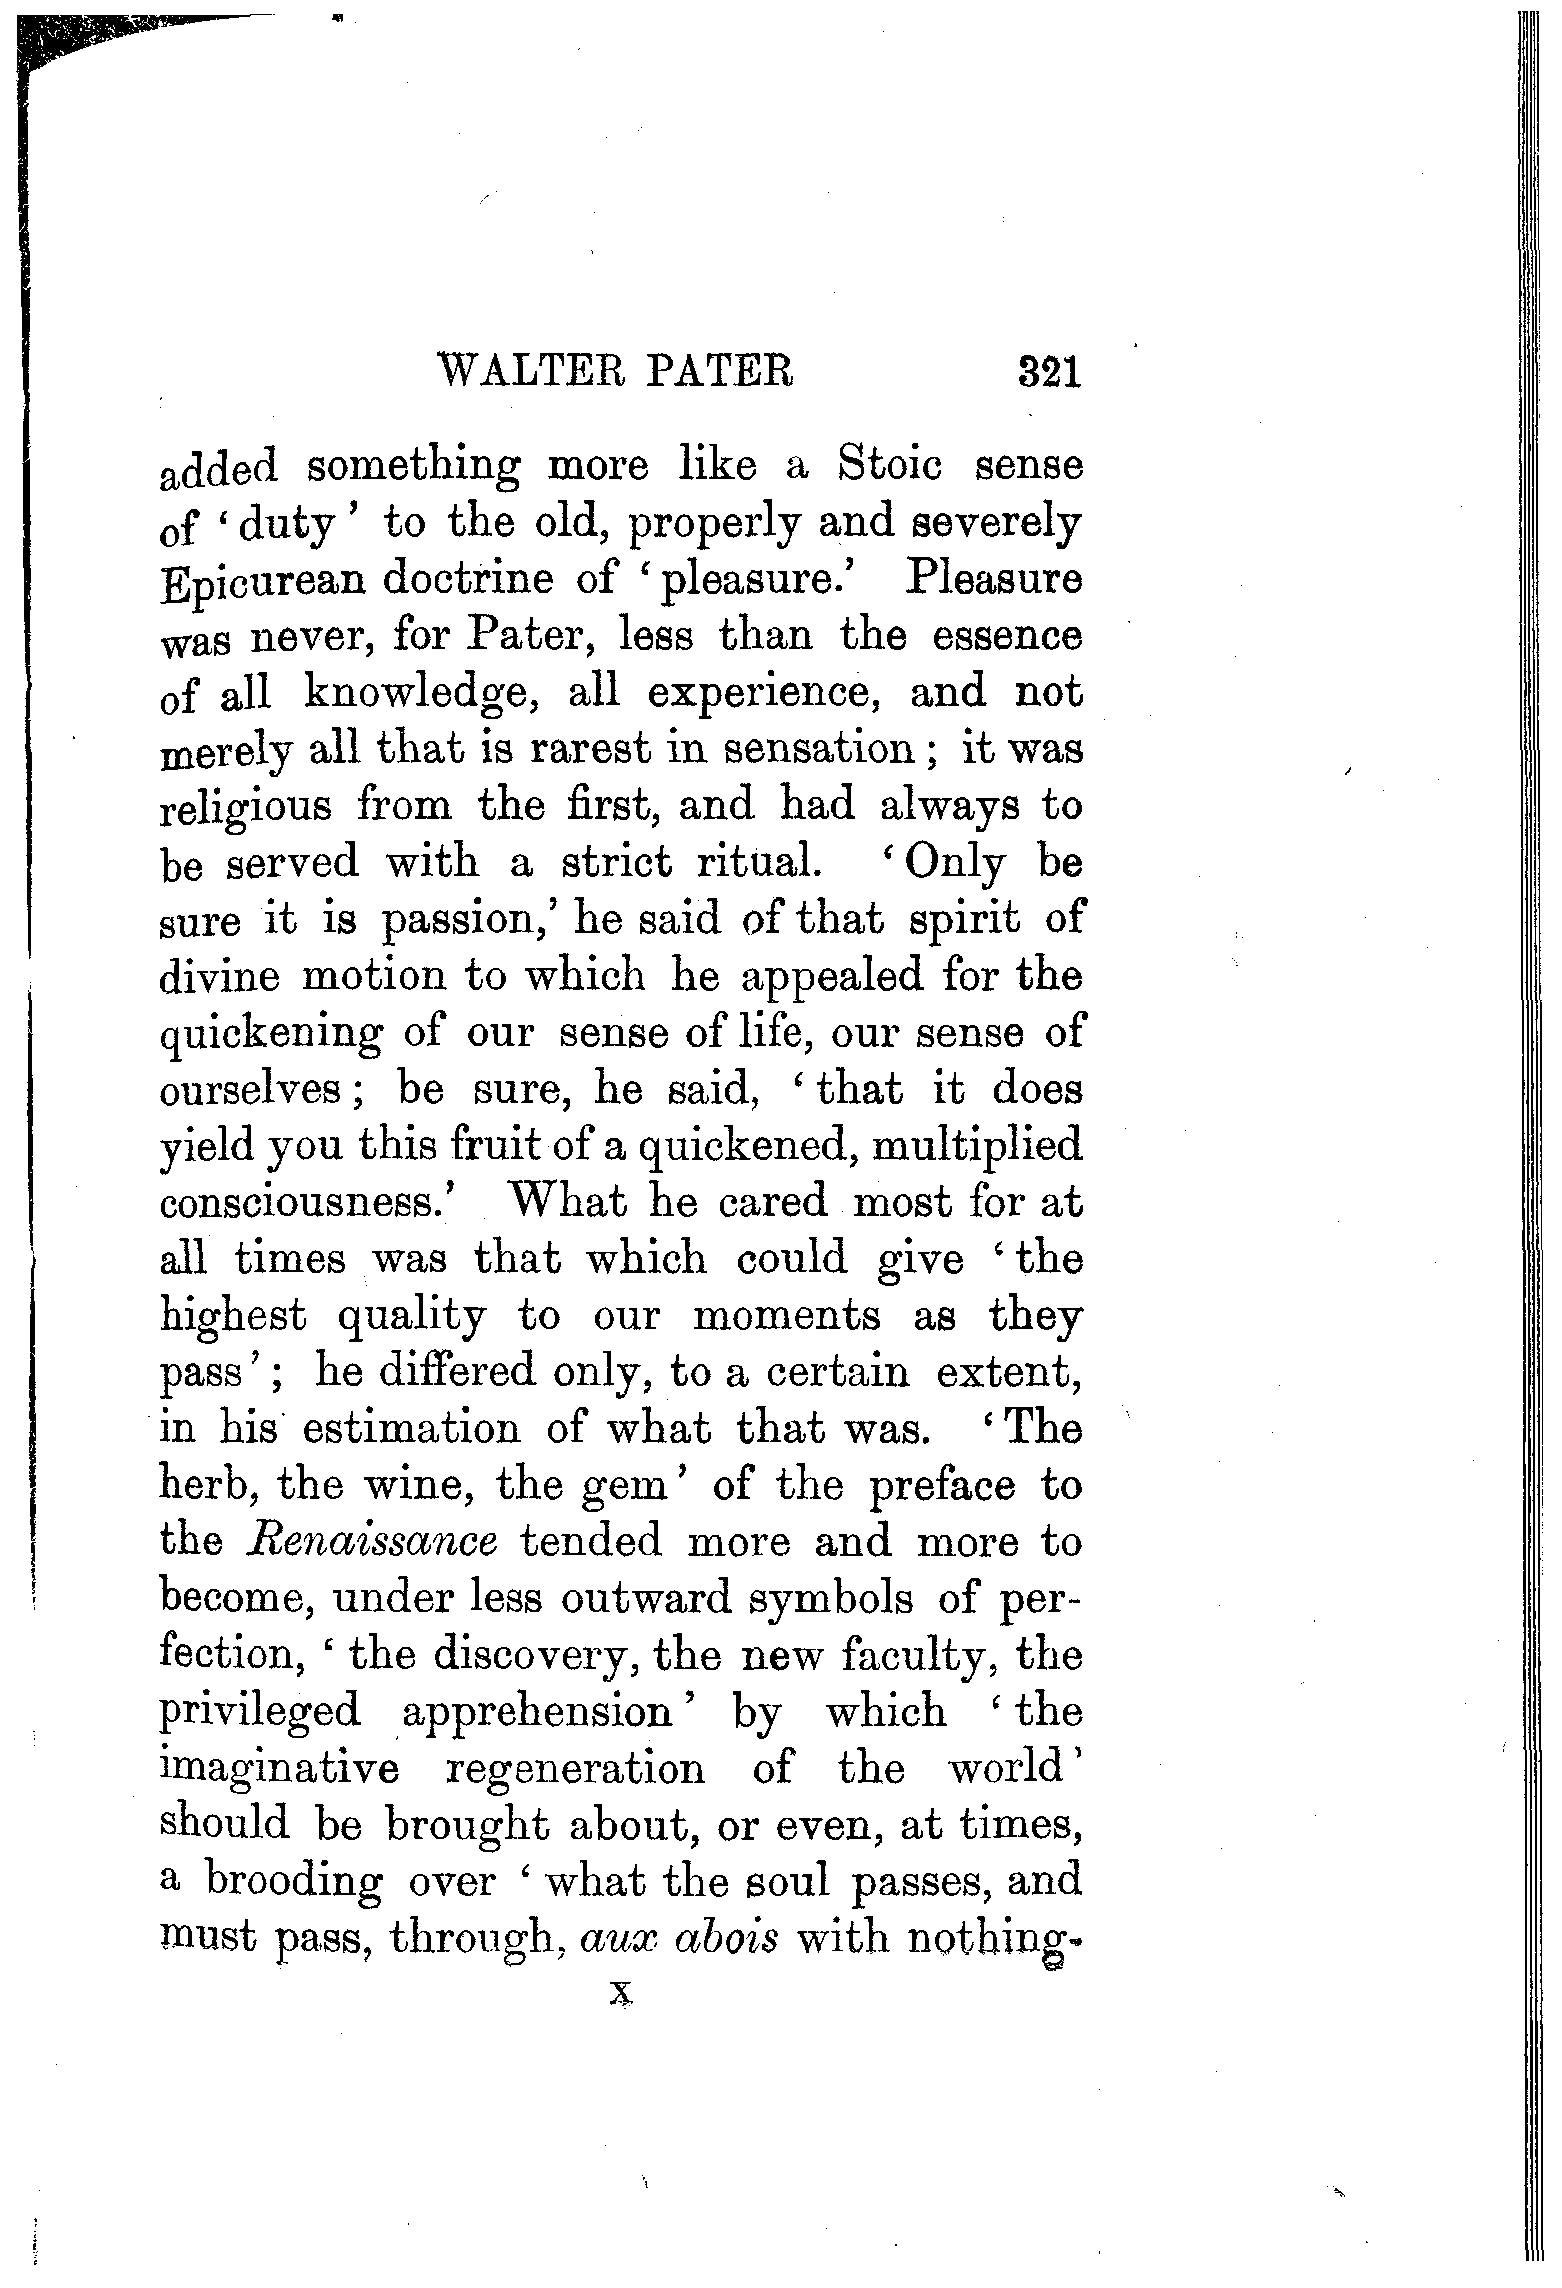 WALTER PATER 321
added something more like a Stoic sense
of ‘duty’ to the old, properly and severely
Epicurean doctrine of ‘pleasure.’ Pleasure
was never, for Pater, less than the essence
of all knowledge, all experience, and not
merely all that is rarest in sensation; it was
religious from the first, and had always to
be served with a strict ritual. ‘Only be
sure it is passion,’ he said of that spirit of
divine motion to which he appealed for the
quickening of our sense of life, our sense of
ourselves; be sure, he said, ‘that it does
yield you this fruit of a quickened, multiplied
consciousness.’ What he cared most for at
all times was that which could give ‘the
highest quality to our moments as they
pass’; he differed only, to a certain extent,
in his estimation of what that was. ‘The
herb, the wine, the gem’ of the preface to
the Renaissance tended more and more to
become, under less outward symbols of per-
fection, ‘the discovery, the new faculty, the
privileged apprehension’ by which ‘the
imaginative regeneration of the world’
should be brought about, or even, at times,
a brooding over ‘what the soul passes, and
must pass, through, aux abois with nothing-
X